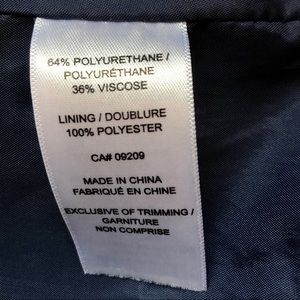 64% POLYURETHANE /
POLYURÉTHANE
36% VISCOSE
LINING / DOUBLURE
100% POLYESTER
CA# 09209
MADE IN CHINA
FABRIQUÉ EN CHINE
EXCLUSIVE OF TRIMMING /
GARNITURE
NON COMPRISE